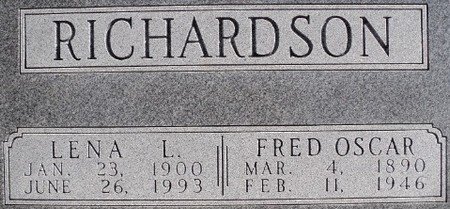 RICHARDSON
LENA L.
JAN. 23, 1900
JUNE 26, 1993
FRED OSCAR
MAR. 4, 1890
FEB. 11, 1946